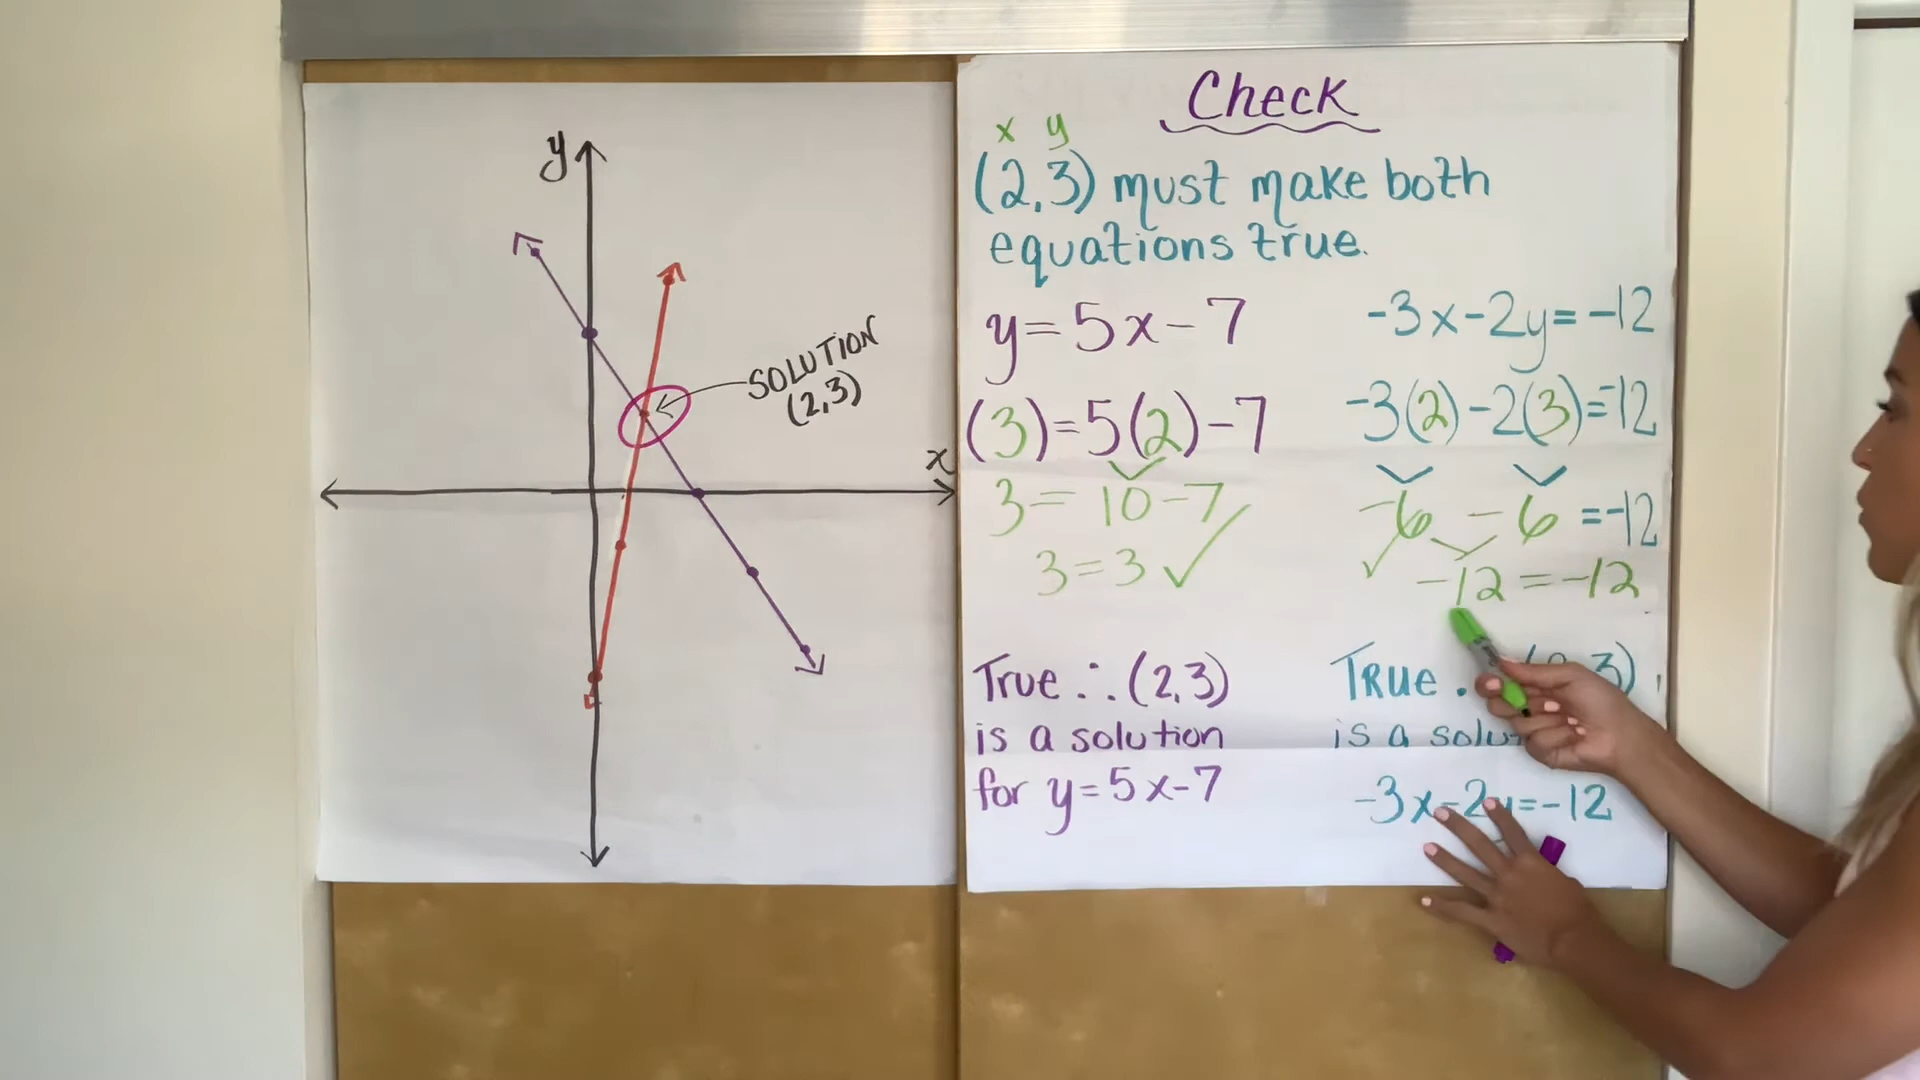 y
x
SOLUTION
(2,3)
Check
x y
(2,3) must make both
equations true.
y=5x-7
(3)=5(2)-7
3=10-7
3=3✓
True ∴ (2,3)
is a solution
for y=5x-7
-3x-2y=-12
-3(2)-2(3)=-12
-6-6=-12
✓ -12=-12
TRUE 3)
is a
-3x-2y=-12